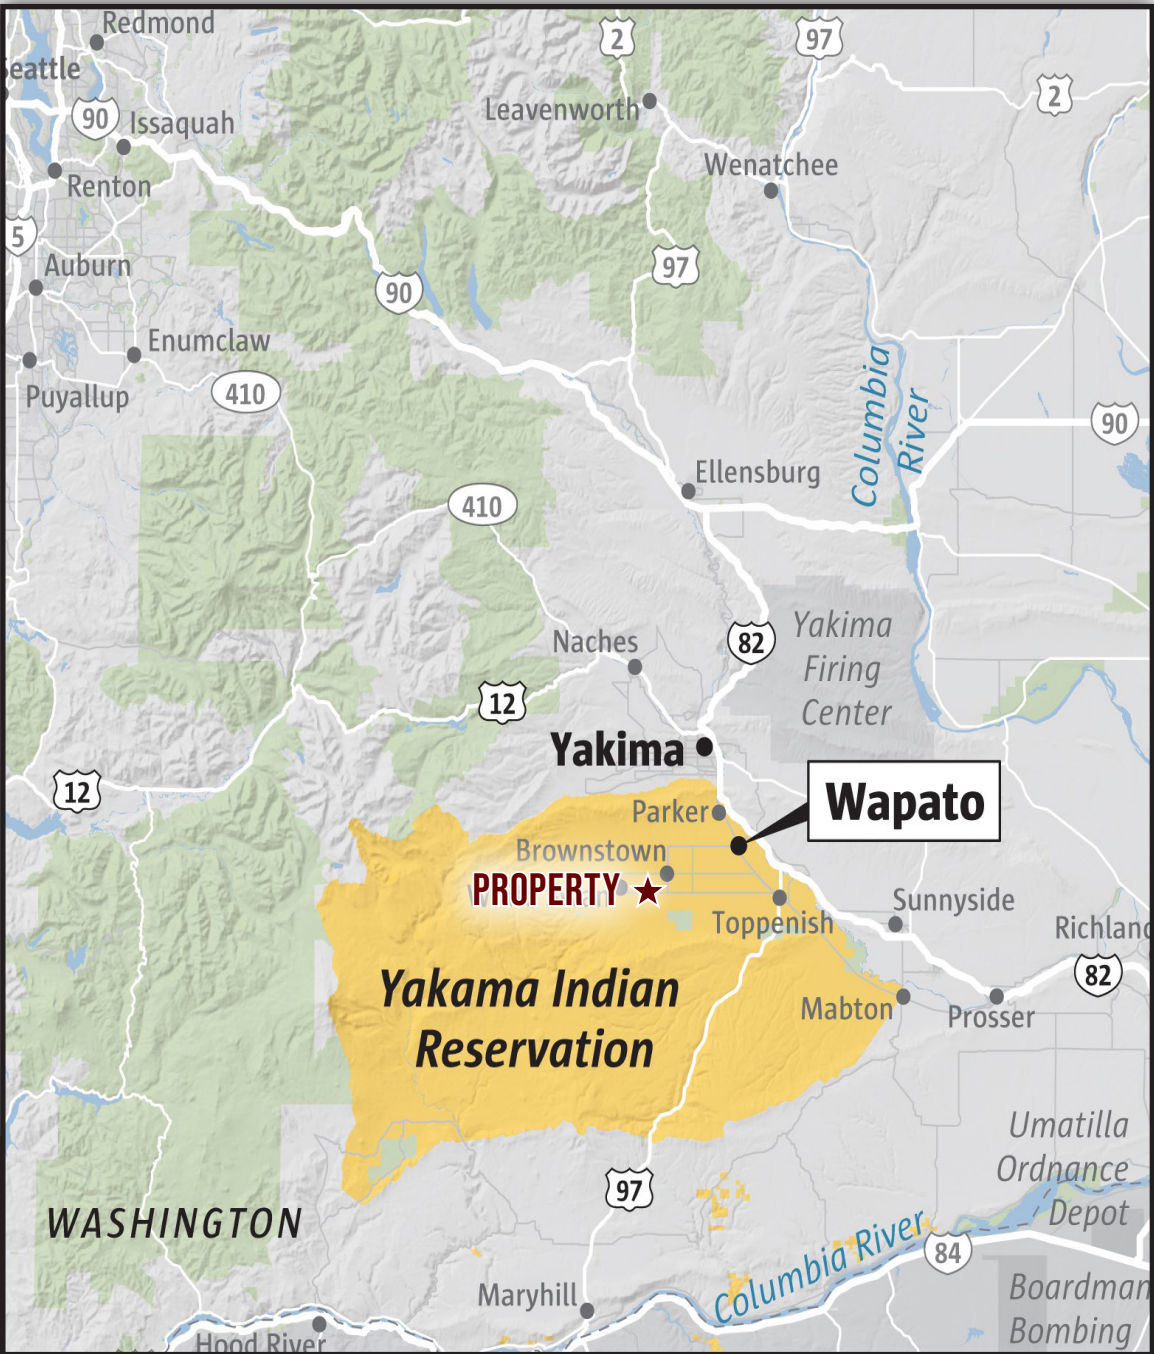 Redmond
eattle
2
97
2
90
Issaquah
Leavenworth
Renton
Wenatchee
5
Auburn
97
90
Enumclaw
410
Puyallup
Columbia
River
90
Ellensburg
410
Naches
82
Yakima
Firing
Center
12
Yakima
12
Wapato
Parker
Brownstown
PROPERTY
Toppenish
Sunnyside
Richland
82
Yakama Indian
Reservation
Mabton
Prosser
Umatilla
Ordnance
Depot
97
WASHINGTON
Columbia River
84
Maryhill
Boardman
Bombing
Hood River